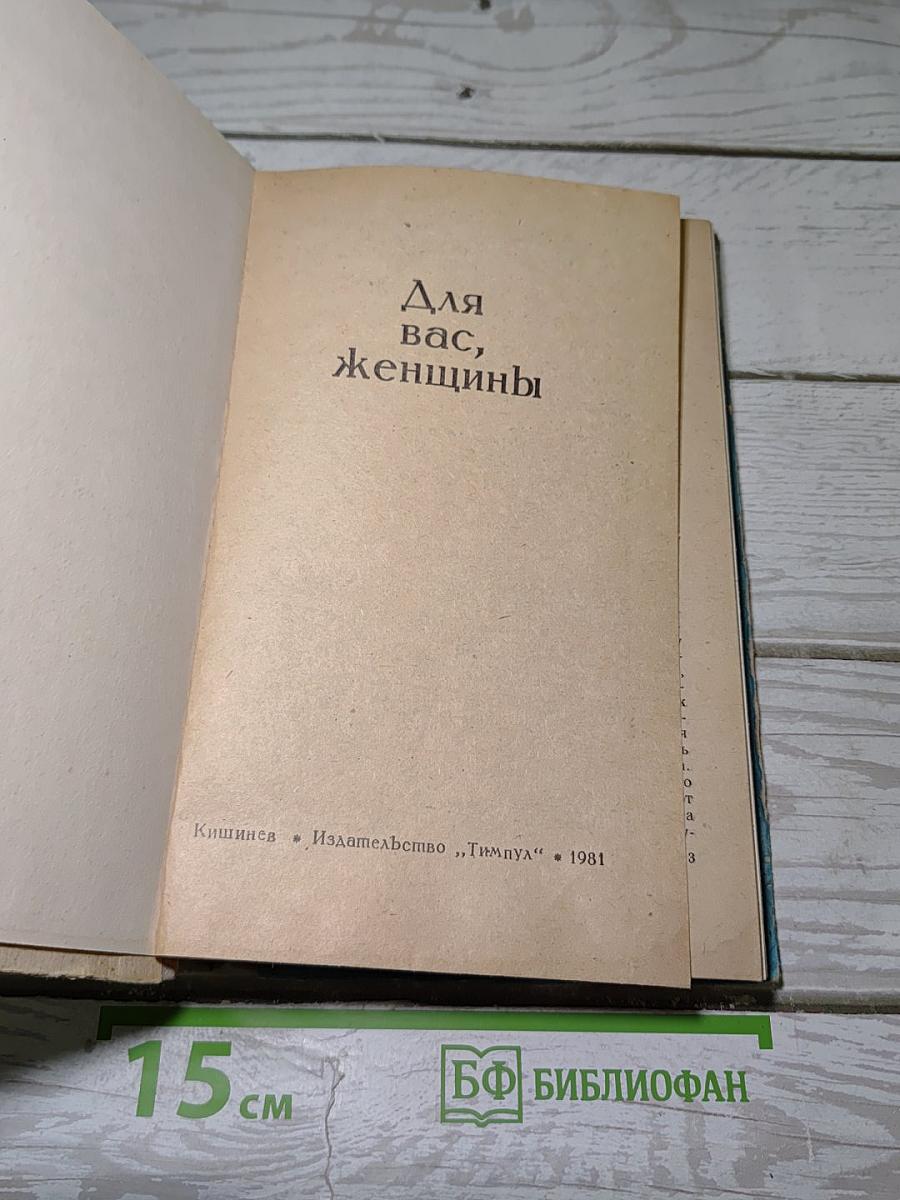 Для
вас,
женщины
Кишинев * Издательство „Тимпул“ * 1981
15 см
БФ БИБЛИОФАН